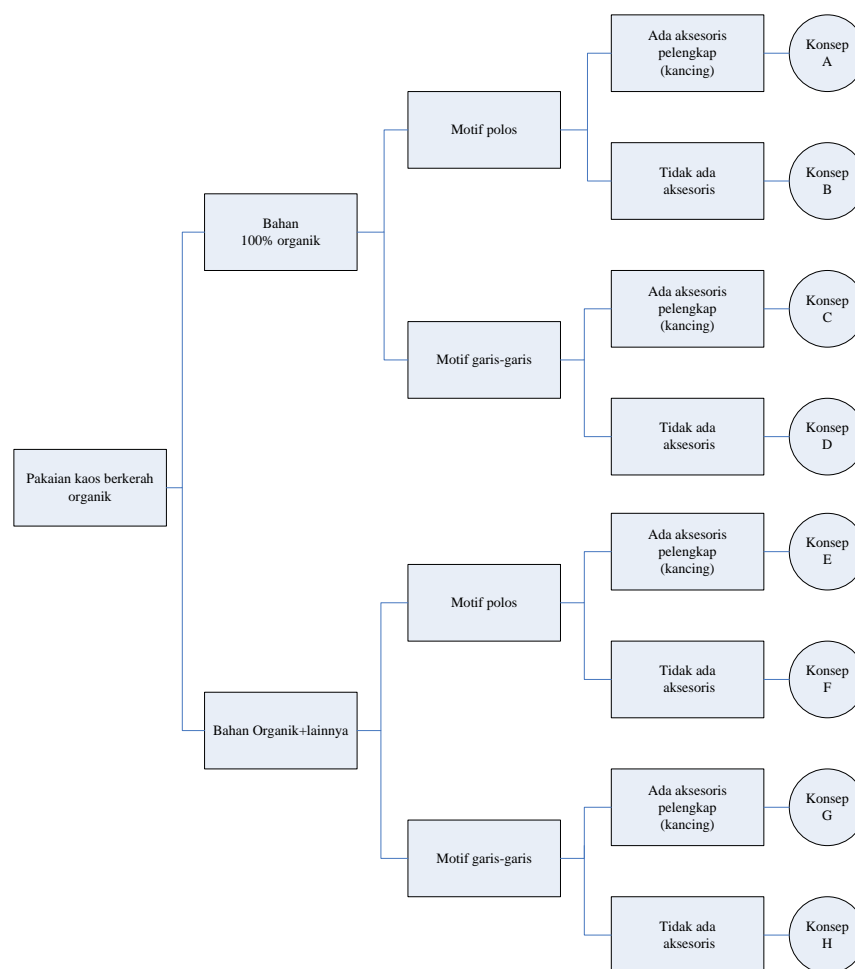 Pakaian kaos berkerah
organik
Bahan
100% organik
Motif polos
Ada aksesoris
pelengkap
(kancing)
Konsep
A
Tidak ada
aksesoris
Konsep
B
Motif garis-garis
Ada aksesoris
pelengkap
(kancing)
Konsep
C
Tidak ada
aksesoris
Konsep
D
Bahan Organik+lainnya
Motif polos
Ada aksesoris
pelengkap
(kancing)
Konsep
E
Tidak ada
aksesoris
Konsep
F
Motif garis-garis
Ada aksesoris
pelengkap
(kancing)
Konsep
G
Tidak ada
aksesoris
Konsep
H